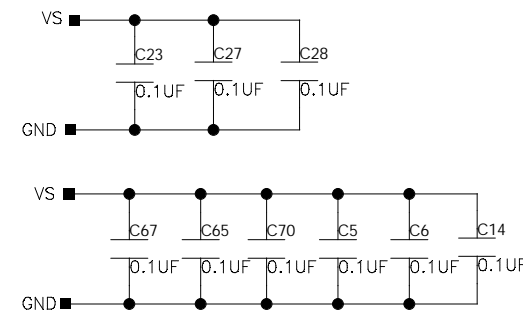 VS
C23 C27 C28
0.1UF 0.1UF 0.1UF
GND
VS
C67 C65 C70 C5 C6 C14
0.1UF 0.1UF 0.1UF 0.1UF 0.1UF 0.1UF
GND